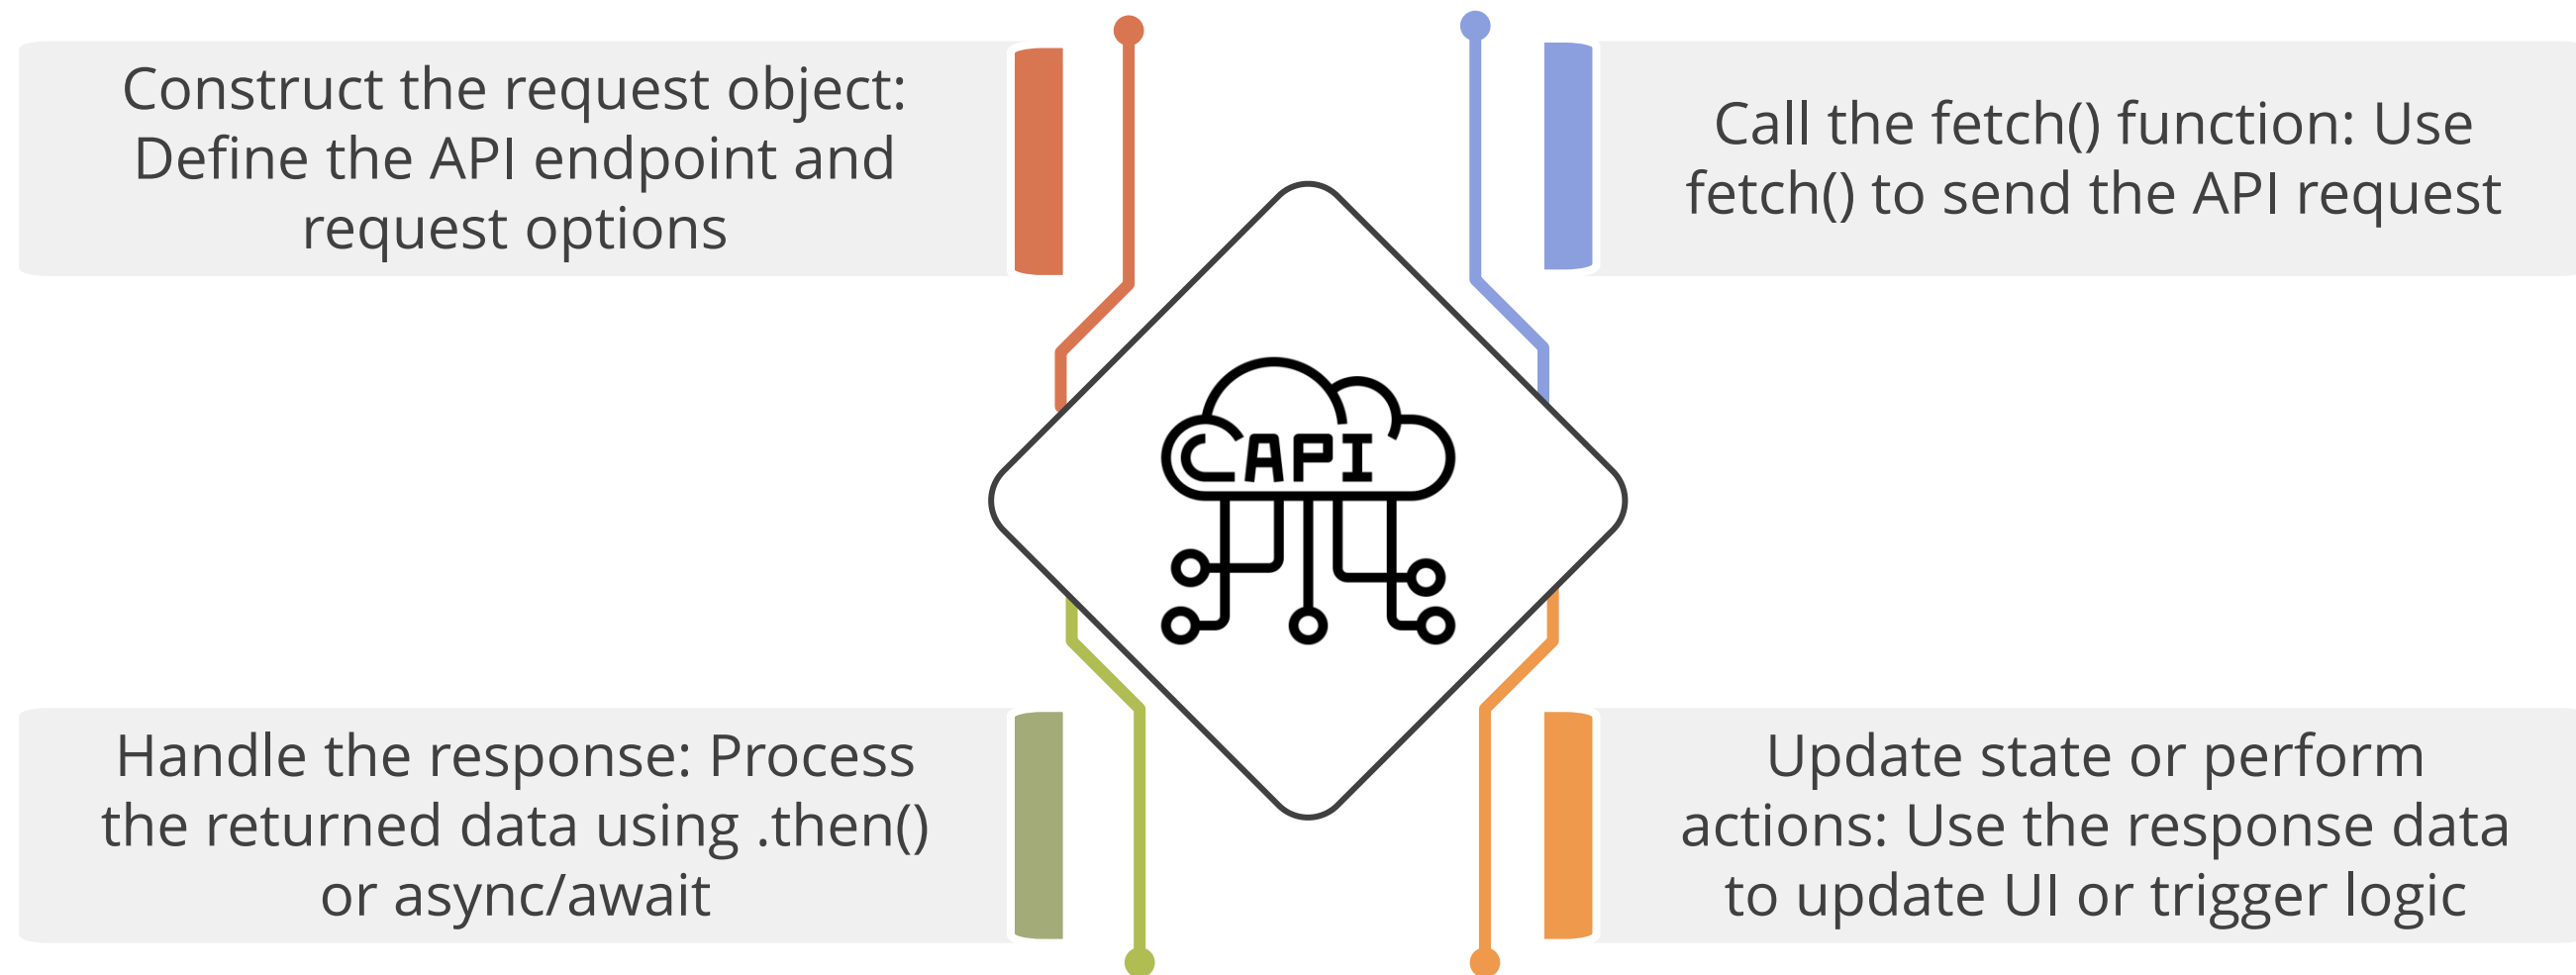 Construct the request object:
Define the API endpoint and
request options
Call the fetch() function: Use
fetch() to send the API request
API
Handle the response: Process
the returned data using .then()
or async/await
Update state or perform
actions: Use the response data
to update UI or trigger logic